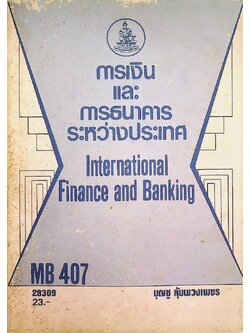 การเงิน
และ
การธนาคาร
ระหว่างประเทศ
International
Finance and Banking
MB 407
28309
23.-
บุญชู คุ้มพวงเพชร